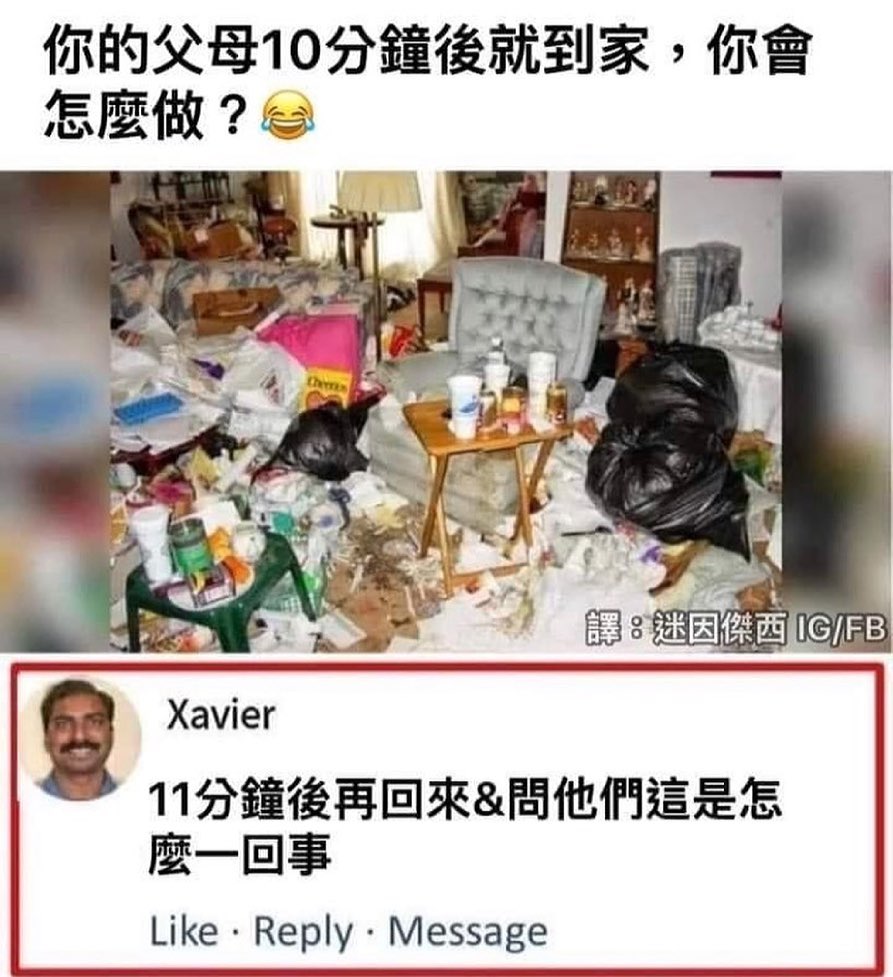 你的父母10分鐘後就到家，你會
怎麼做？😂
Cheerios
譯：迷因傑西 IG/FB
Xavier
11分鐘後再回來&問他們這是怎
麼一回事
Like · Reply · Message